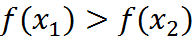 f(x₁) > f(x₂)